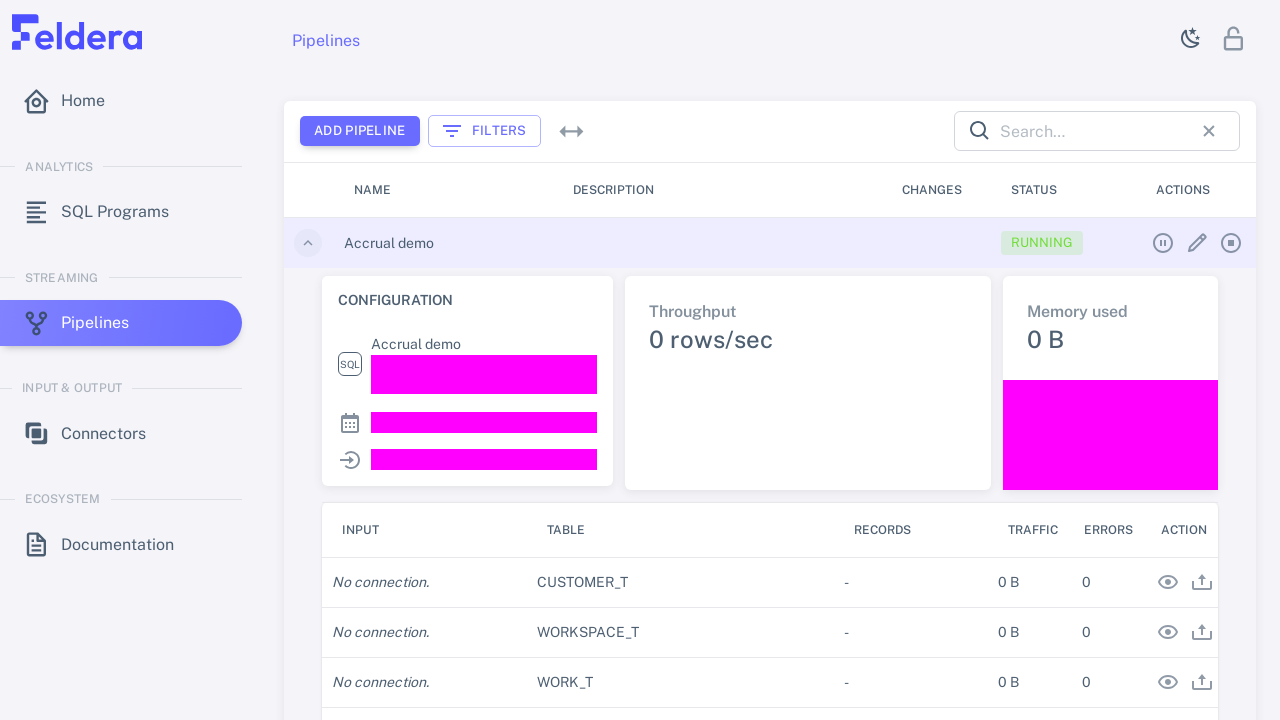 Feldera
Pipelines
Home
ANALYTICS
SQL Programs
STREAMING
Pipelines
INPUT & OUTPUT
Connectors
ECOSYSTEM
Documentation
ADD PIPELINE
FILTERS
Search...
NAME DESCRIPTION CHANGES STATUS ACTIONS
Accrual demo RUNNING
CONFIGURATION
Accrual demo
SQL
Throughput
0 rows/sec
Memory used
0 B
INPUT TABLE RECORDS TRAFFIC ERRORS ACTION
No connection. CUSTOMER_T - 0 B 0
No connection. WORKSPACE_T - 0 B 0
No connection. WORK_T - 0 B 0